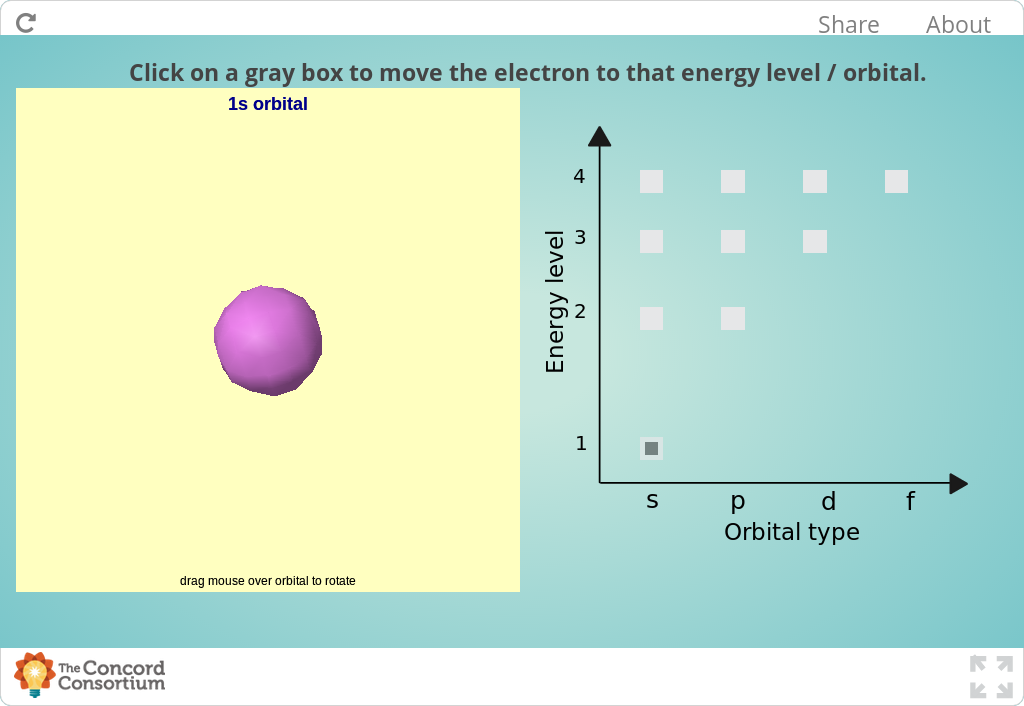 Share About
Click on a gray box to move the electron to that energy level / orbital.
1s orbital
drag mouse over orbital to rotate
Energy level
4
3
2
1
s p d f
Orbital type
The Concord
Consortium